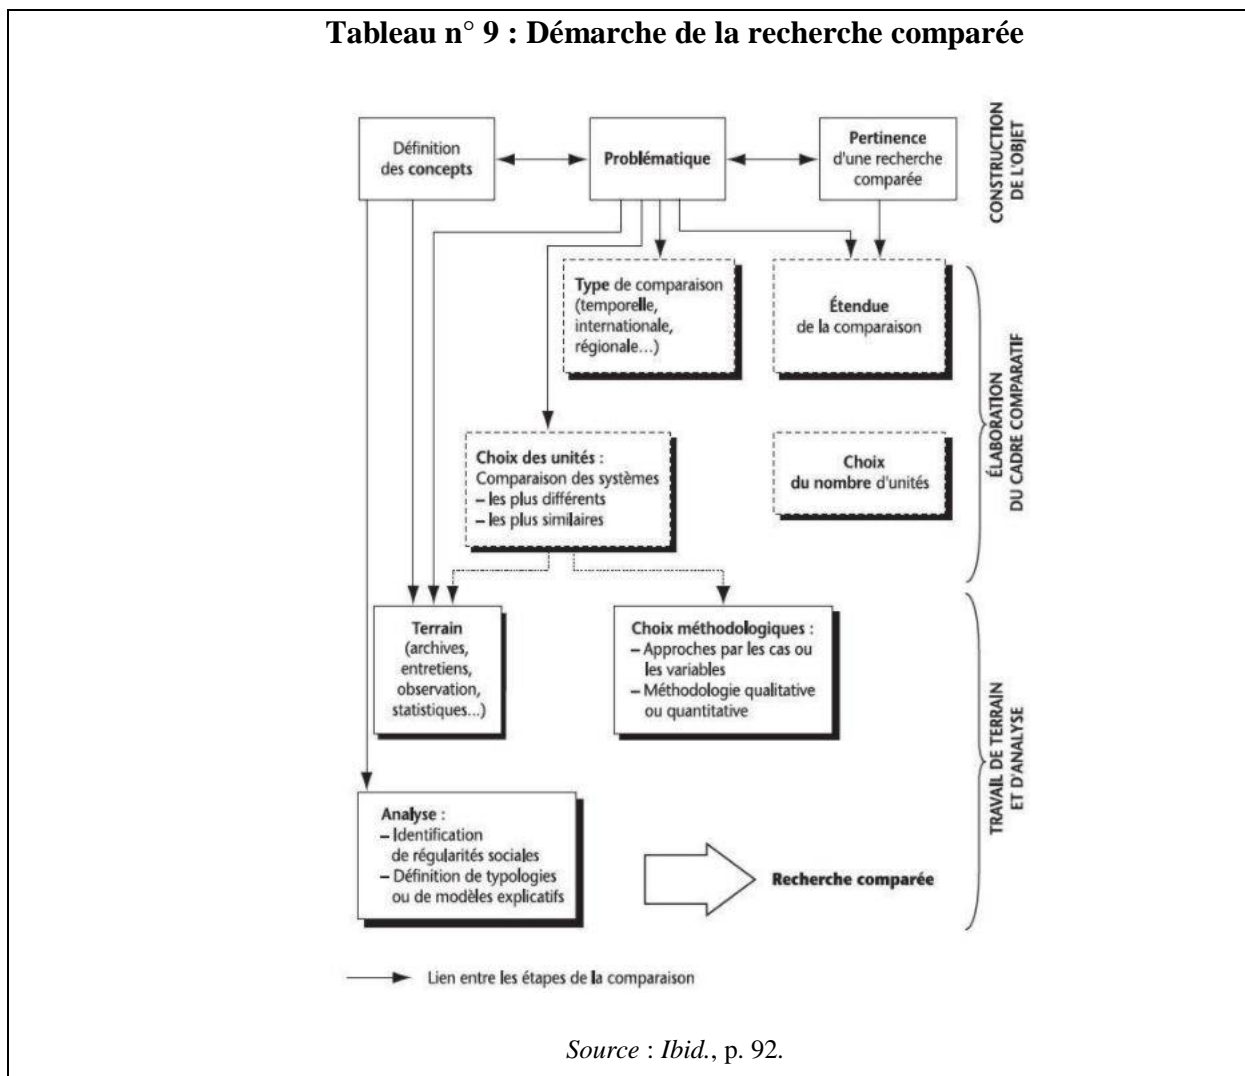 Tableau n° 9 : Démarche de la recherche comparée
Définition
des concepts
Problématique
Pertinence
d'une recherche
comparée
CONSTRUCTION
DE L'OBJET
Type de comparaison
(temporelle,
internationale,
régionale...)
Étendue
de la comparaison
Choix des unités :
Comparaison des systèmes
– les plus différents
– les plus similaires
Choix
du nombre d'unités
ÉLABORATION
DU CADRE COMPARATIF
Terrain
(archives,
entretiens,
observation,
statistiques...)
Choix méthodologiques :
– Approches par les cas ou
les variables
– Méthodologie qualitative
ou quantitative
Analyse :
– Identification
de régularités sociales
– Définition de typologies
ou de modèles explicatifs
Recherche comparée
TRAVAIL DE TERRAIN
ET D'ANALYSE
Lien entre les étapes de la comparaison
Source : Ibid., p. 92.